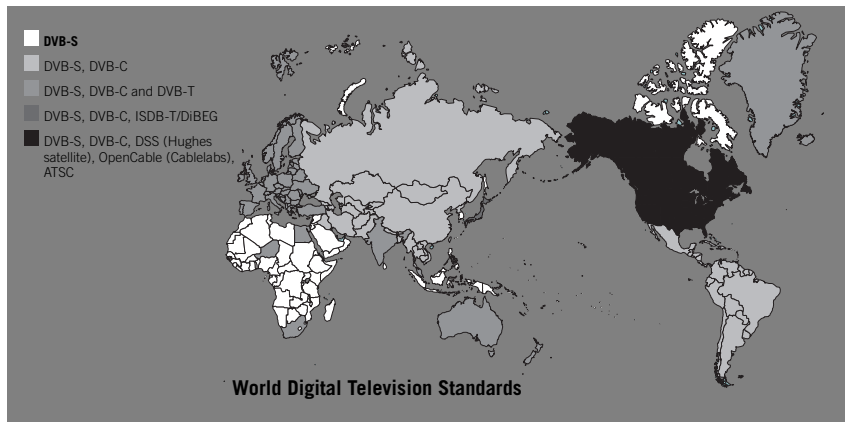 DVB-S
DVB-S, DVB-C
DVB-S, DVB-C and DVB-T
DVB-S, DVB-C, ISDB-T/DiBEG
DVB-S, DVB-C, DSS (Hughes
satellite), OpenCable (Cablelabs),
ATSC
World Digital Television Standards